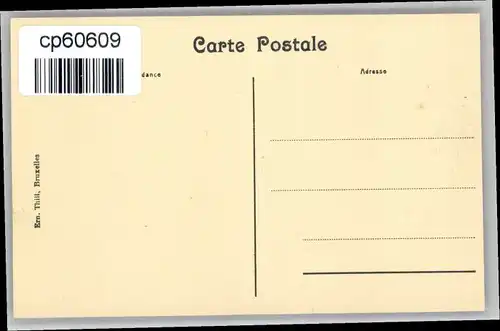 cp60609
Carte Postale
dance
Adresse
Ern. Thill, Bruxelles